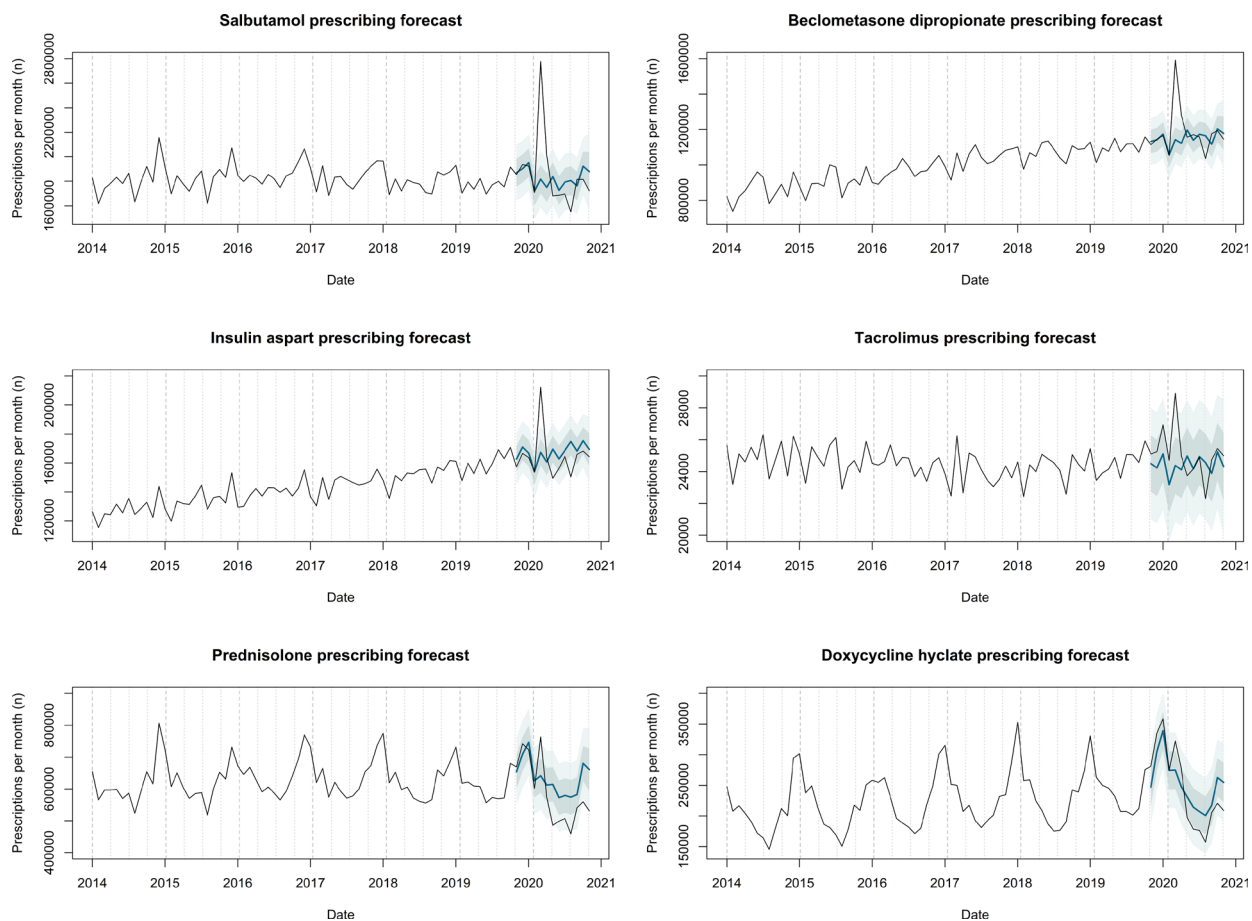 Salbutamol prescribing forecast
Prescriptions per month (n)
2800000
2200000
1600000
2014 2015 2016 2017 2018 2019 2020 2021
Date
Beclometasone dipropionate prescribing forecast
Prescriptions per month (n)
1600000
1200000
800000
2014 2015 2016 2017 2018 2019 2020 2021
Date
Insulin aspart prescribing forecast
Prescriptions per month (n)
200000
160000
120000
2014 2015 2016 2017 2018 2019 2020 2021
Date
Tacrolimus prescribing forecast
Prescriptions per month (n)
28000
24000
20000
2014 2015 2016 2017 2018 2019 2020 2021
Date
Prednisolone prescribing forecast
Prescriptions per month (n)
800000
600000
400000
2014 2015 2016 2017 2018 2019 2020 2021
Date
Doxycycline hyclate prescribing forecast
Prescriptions per month (n)
350000
250000
150000
2014 2015 2016 2017 2018 2019 2020 2021
Date